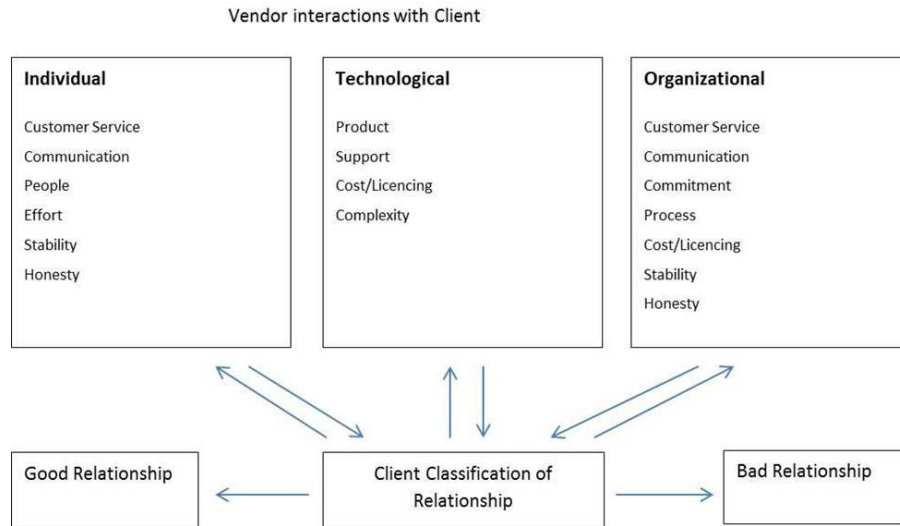 Vendor interactions with Client
Individual
Customer Service
Communication
People
Effort
Stability
Honesty
Technological
Product
Support
Cost/Licencing
Complexity
Organizational
Customer Service
Communication
Commitment
Process
Cost/Licencing
Stability
Honesty
Good Relationship
Client Classification of
Relationship
Bad Relationship